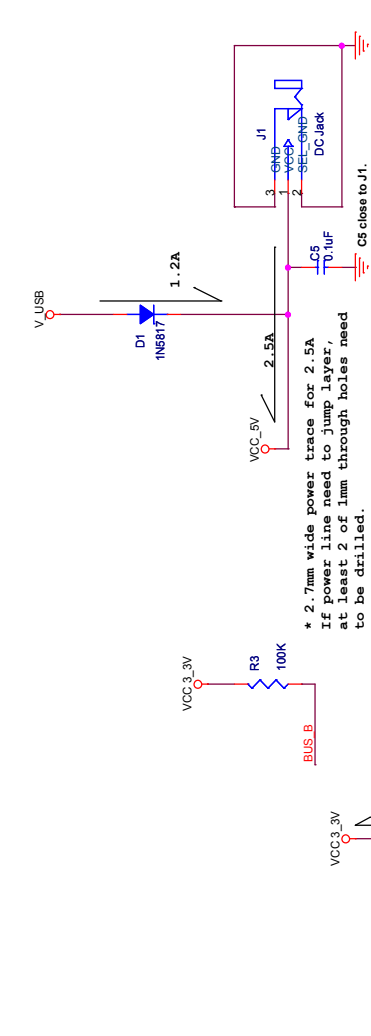 J1
DC Jack
GND
VCC
SEL_GND
3
1
2
C5
0.1uF
C5 close to J1.
V_USB
D1
1N5817
1.2A
2.5A
VCC_5V
* 2.7mm wide power trace for 2.5A
If power line need to jump layer,
at least 2 of 1mm through holes need
to be drilled.
VCC3_3V
R3
100K
BUS_B
VCC3_3V